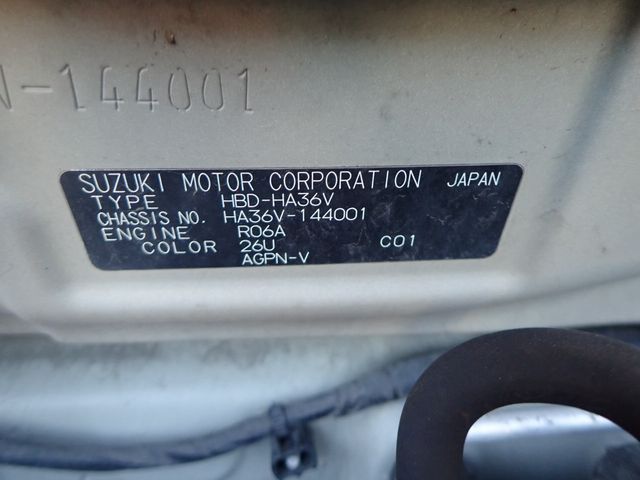 V-144001
SUZUKI MOTOR CORPORATION JAPAN
TYPE HBD-HA36V
CHASSIS NO. HA36V-144001
ENGINE R06A
COLOR 26U C01
AGPN-V